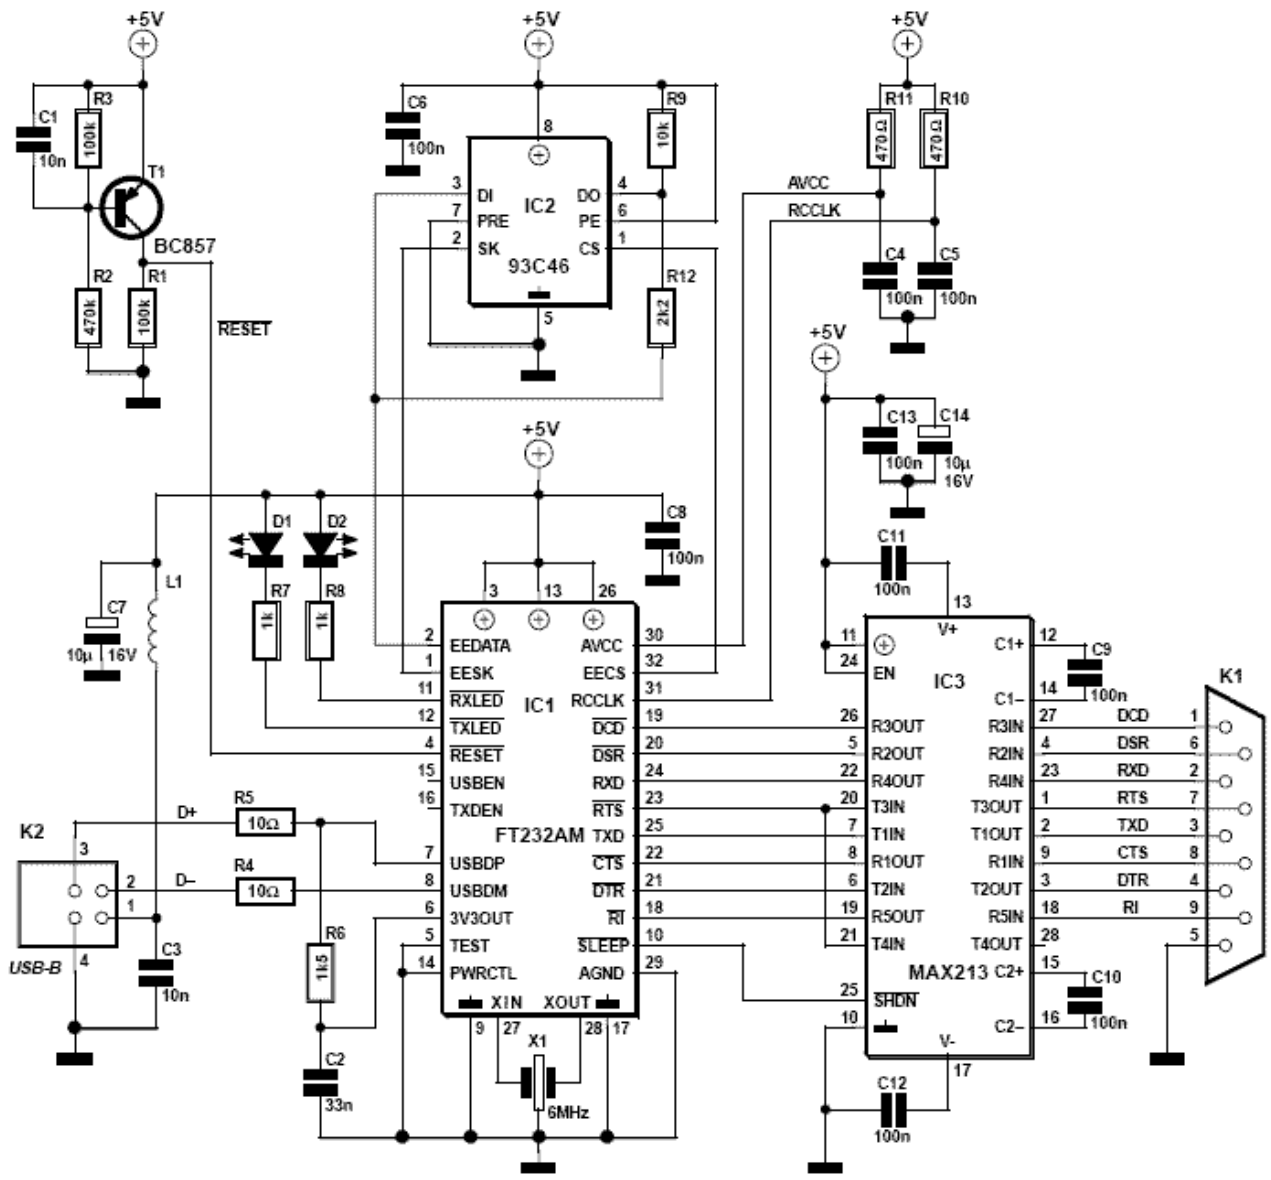 +5V +5V +5V
R3 C1 100k 10n T1 BC857
R2 470k R1 100k RESET
C6 100n 8 R9 10k
3 DI DO 4
7 PRE IC2 PE 6
2 SK CS 1
93C46
5 R12 2k2
R11 470Ω R10 470Ω
AVCC
RCCLK
C4 100n C5 100n
+5V
C13 100n C14 10µ 16V
+5V
D1 D2 C8 100n
L1 C7 10µ 16V
R7 1k R8 1k
3 13 26
2 EEDATA AVCC 30
1 EESK EECS 32
11 RXLED IC1 RCCLK 31
12 TXLED DCD 19
4 RESET DSR 20
15 USBEN RXD 24
16 TXDEN RTS 23
FT232AM TXD 25
7 USBDP CTS 22
8 USBDM DTR 21
6 3V3OUT RI 18
5 TEST SLEEP 10
14 PWRCTL AGND 29
XIN XOUT
9 27 28 17
X1
6MHz
K2 D+ R5 10Ω
3
2 D– R4 10Ω
1
4
USB-B C3 10n
R6 1k5
C2 33n
C11 100n
13
V+
11 C1+ 12
24 EN C9 100n
IC3 C1– 14
26 R3OUT R3IN 27 DCD 1
5 R2OUT R2IN 4 DSR 6
22 R4OUT R4IN 23 RXD 2
20 T3IN T3OUT 1 RTS 7
7 T1IN T1OUT 2 TXD 3
8 R1OUT R1IN 9 CTS 8
6 T2IN T2OUT 3 DTR 4
19 R5OUT R5IN 18 RI 9
21 T4IN T4OUT 28 5
K1
MAX213 C2+ 15
25 SHDN C10 100n
10 C2– 16
V-
17
C12 100n